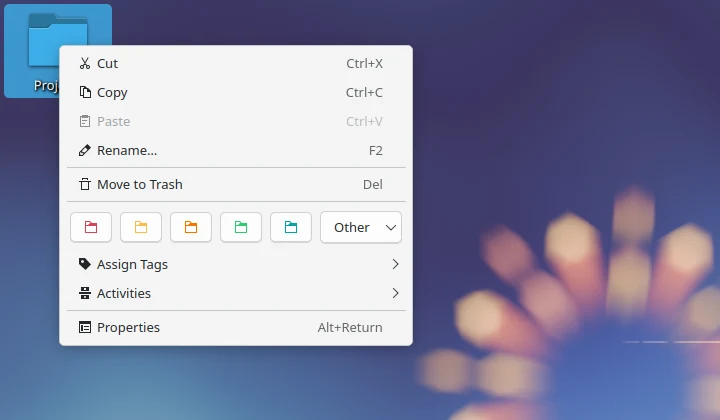 Cut Ctrl+X
Copy Ctrl+C
Paste Ctrl+V
Rename... F2
Move to Trash Del
Other
Assign Tags
Activities
Properties Alt+Return